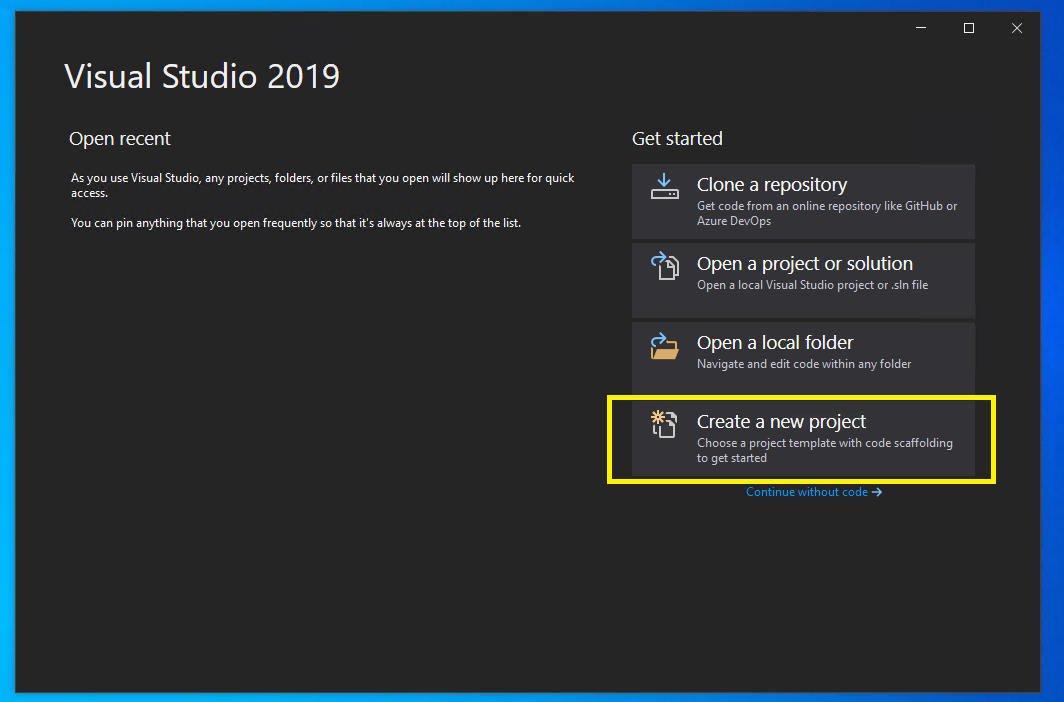 Visual Studio 2019
Open recent
As you use Visual Studio, any projects, folders, or files that you open will show up here for quick
access.
You can pin anything that you open frequently so that it's always at the top of the list.
Get started
Clone a repository
Get code from an online repository like GitHub or
Azure DevOps
Open a project or solution
Open a local Visual Studio project or .sln file
Open a local folder
Navigate and edit code within any folder
Create a new project
Choose a project template with code scaffolding
to get started
Continue without code →